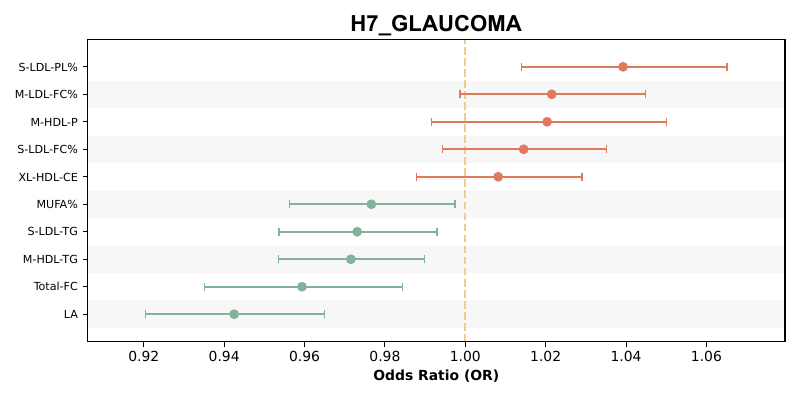 H7_GLAUCOMA
S-LDL-PL%
M-LDL-FC%
M-HDL-P
S-LDL-FC%
XL-HDL-CE
MUFA%
S-LDL-TG
M-HDL-TG
Total-FC
LA
0.92 0.94 0.96 0.98 1.00 1.02 1.04 1.06
Odds Ratio (OR)